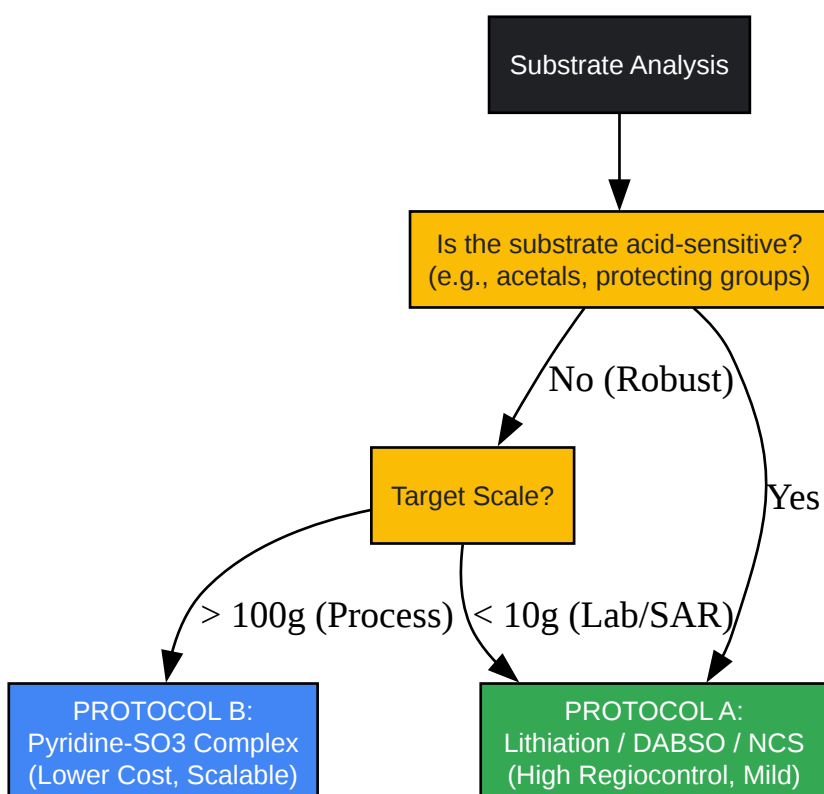 Substrate Analysis
Is the substrate acid-sensitive?
(e.g., acetals, protecting groups)
No (Robust)
Yes
Target Scale?
> 100g (Process)
< 10g (Lab/SAR)
PROTOCOL B:
Pyridine-SO3 Complex
(Lower Cost, Scalable)
PROTOCOL A:
Lithiation / DABSO / NCS
(High Regiocontrol, Mild)